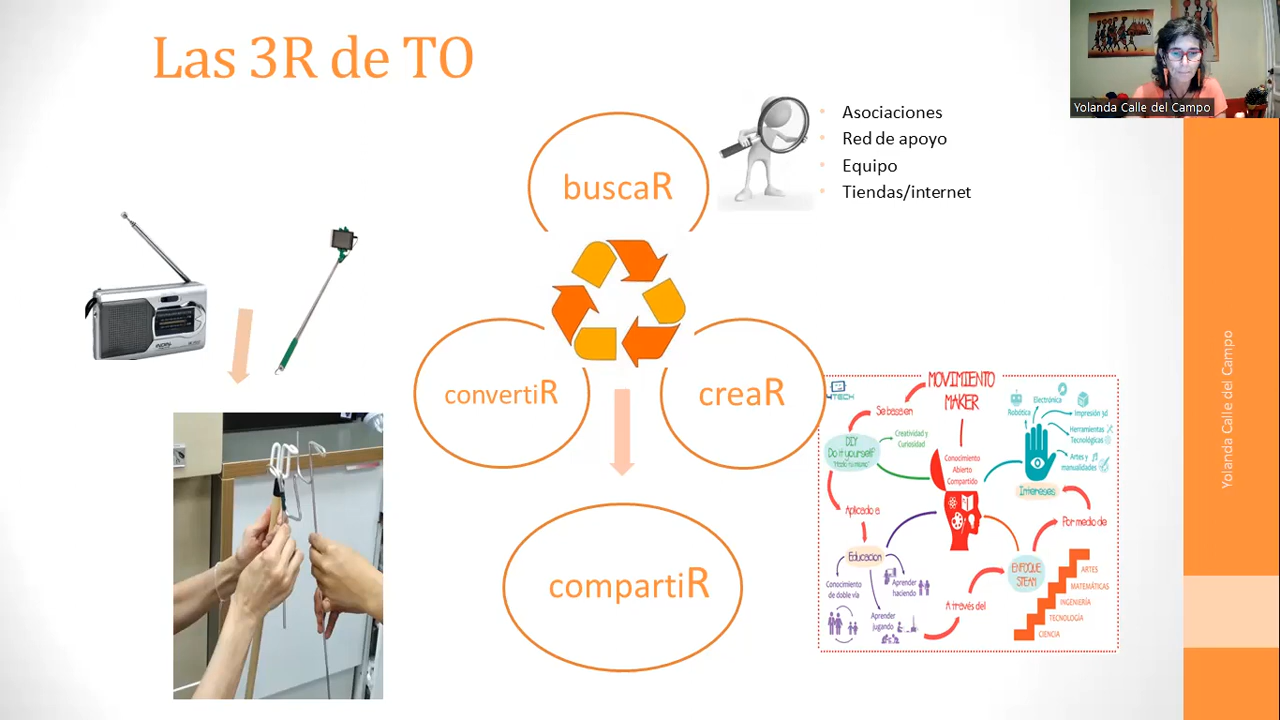 Las 3R de TO
Yolanda Calle del Campo
buscaR
Asociaciones
Red de apoyo
Equipo
Tiendas/internet
convertiR
creaR
compartiR
4TECH
MOVIMIENTO
MAKER
Se basa en
DIY
Do it yourself
Creatividad y
Curiosidad
Conocimiento
Abierto
Compartido
Robótica
Electrónica
Impresión 3d
Herramientas
Tecnológicas
Artes y
manualidades
Intereses
Aplicado a
Por medio de
Educacion
Conocimiento
de doble vía
Aprender
haciendo
Aprender
jugando
A través del
ENFOQUE
STEAM
ARTES
MATEMÁTICAS
INGENIERÍA
TECNOLOGÍA
CIENCIA
Yolanda Calle del Campo